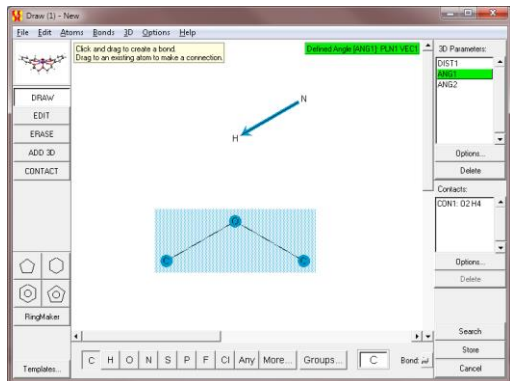 Draw (1) - New
File Edit Atoms Bonds 3D Options Help
Click and drag to create a bond.
Drag to an existing atom to make a connection.
Defined Angle [ANG1]: PLN1 VEC1
3D Parameters:
DIST1
ANG1
ANG2
Options...
Delete
Contacts:
CON1: O2 H4
Options...
Delete
Search
Store
Cancel
DRAW
EDIT
ERASE
ADD 3D
CONTACT
RingMaker
Templates...
N
H
O
C
C
C H O N S P F Cl Any More... Groups... C Bond: